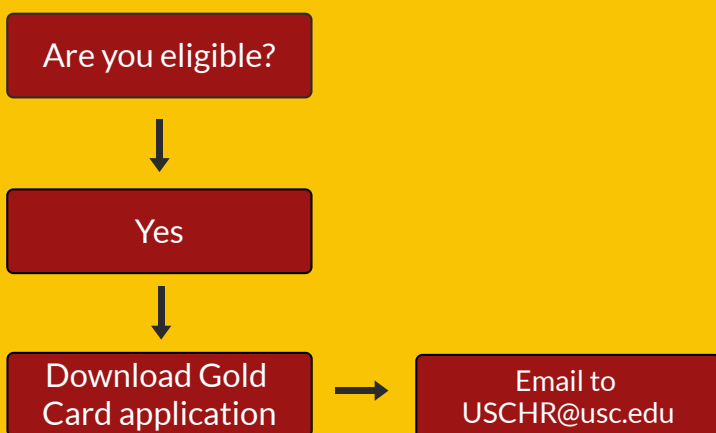 Are you eligible?
Yes
Download Gold
Card application
Email to
USCHR@usc.edu